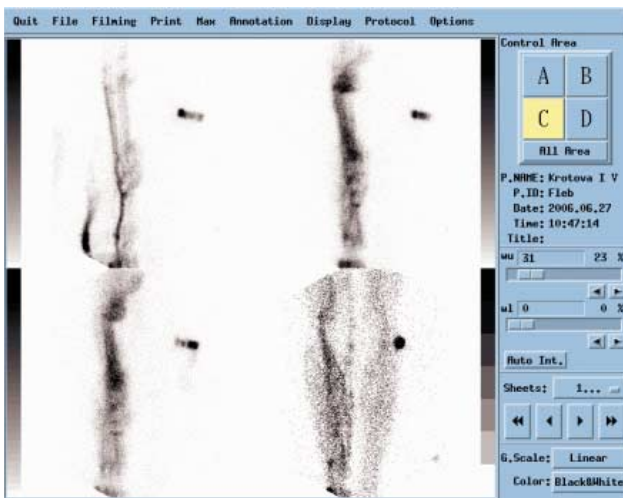 Quit File Filming Print Max Annotation Display Protocol Options
Control Area
A B
C D
All Area
P.NAME: Krotova I V
P.ID: Fleb
Date: 2006.06.27
Time: 10:47:14
Title:
ww 31 23 %
wl 0 0 %
Auto Int.
Sheets: 1...
G.Scale: Linear
Color: Black&White